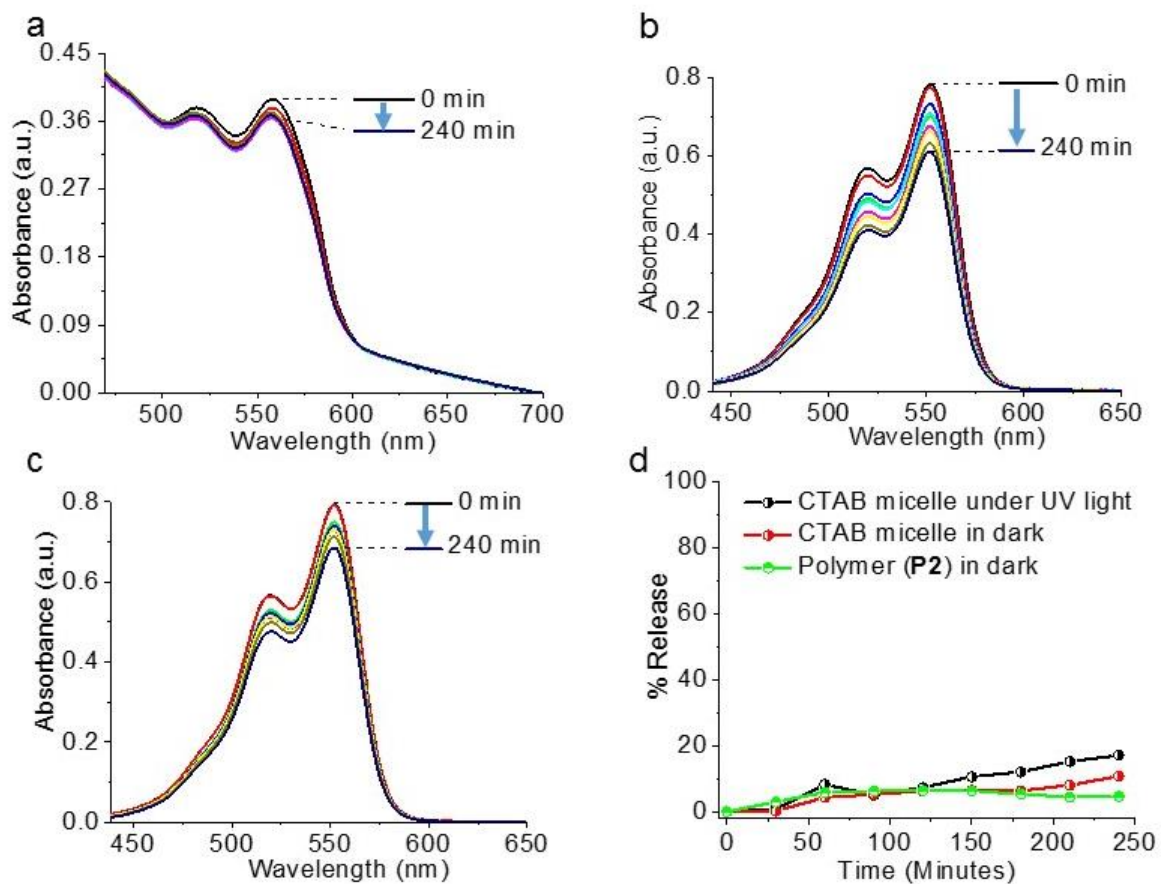 a
0.45
0.36
0.27
0.18
0.09
0.00
Absorbance (a.u.)
0 min
240 min
500 550 600 650 700
Wavelength (nm)
b
0.8
0.6
0.4
0.2
0.0
Absorbance (a.u.)
0 min
240 min
450 500 550 600 650
Wavelength (nm)
c
0.8
0.6
0.4
0.2
0.0
Absorbance (a.u.)
0 min
240 min
450 500 550 600 650
Wavelength (nm)
d
100
80
60
40
20
0
% Release
CTAB micelle under UV light
CTAB micelle in dark
Polymer (P2) in dark
0 50 100 150 200 250
Time (Minutes)